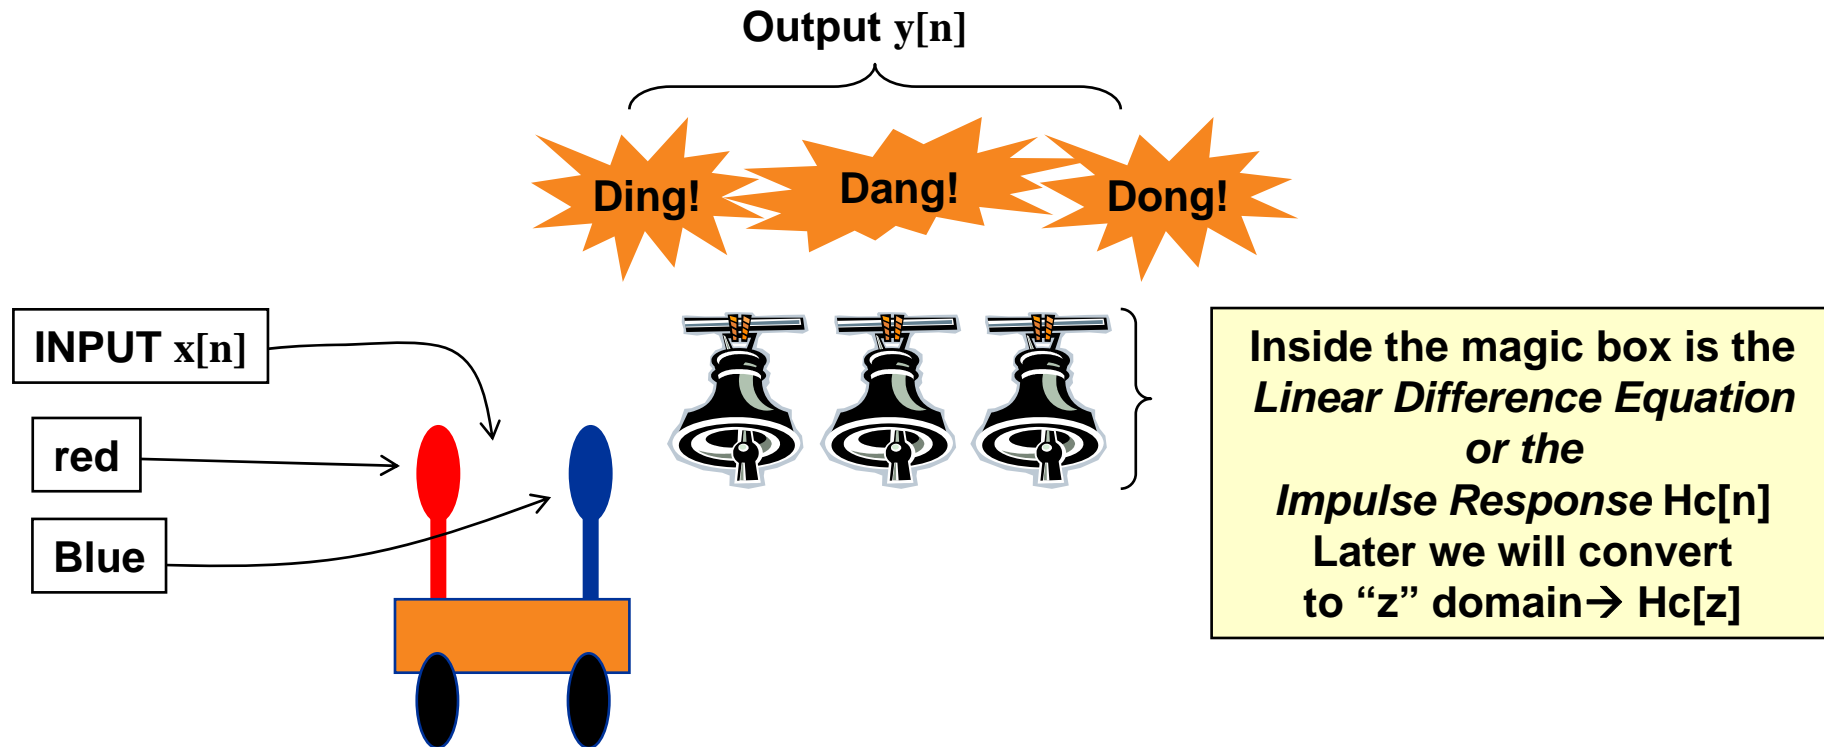 Output y[n]
Ding!
Dang!
Dong!
INPUT x[n]
red
Blue
Inside the magic box is the
Linear Difference Equation
or the
Impulse Response Hc[n]
Later we will convert
to “z” domain→ Hc[z]